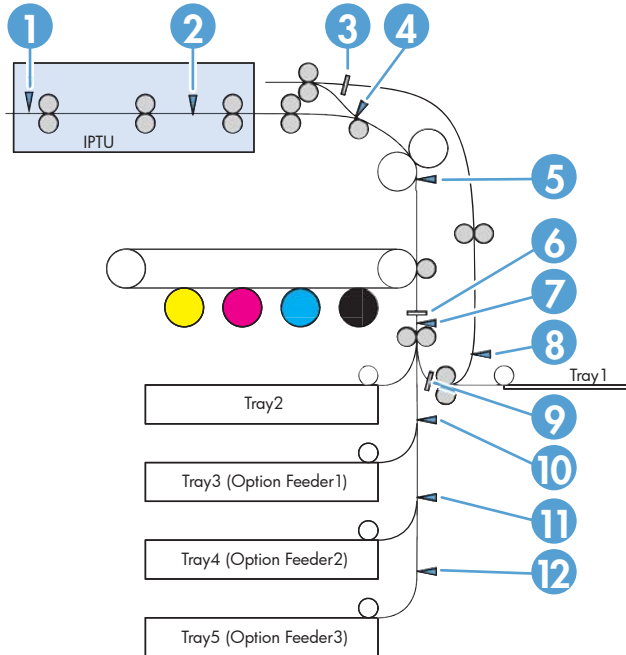 1
2
3
4
IPTU
5
6
7
8
Tray1
Tray2
9
10
Tray3 (Option Feeder1)
11
Tray4 (Option Feeder2)
12
Tray5 (Option Feeder3)